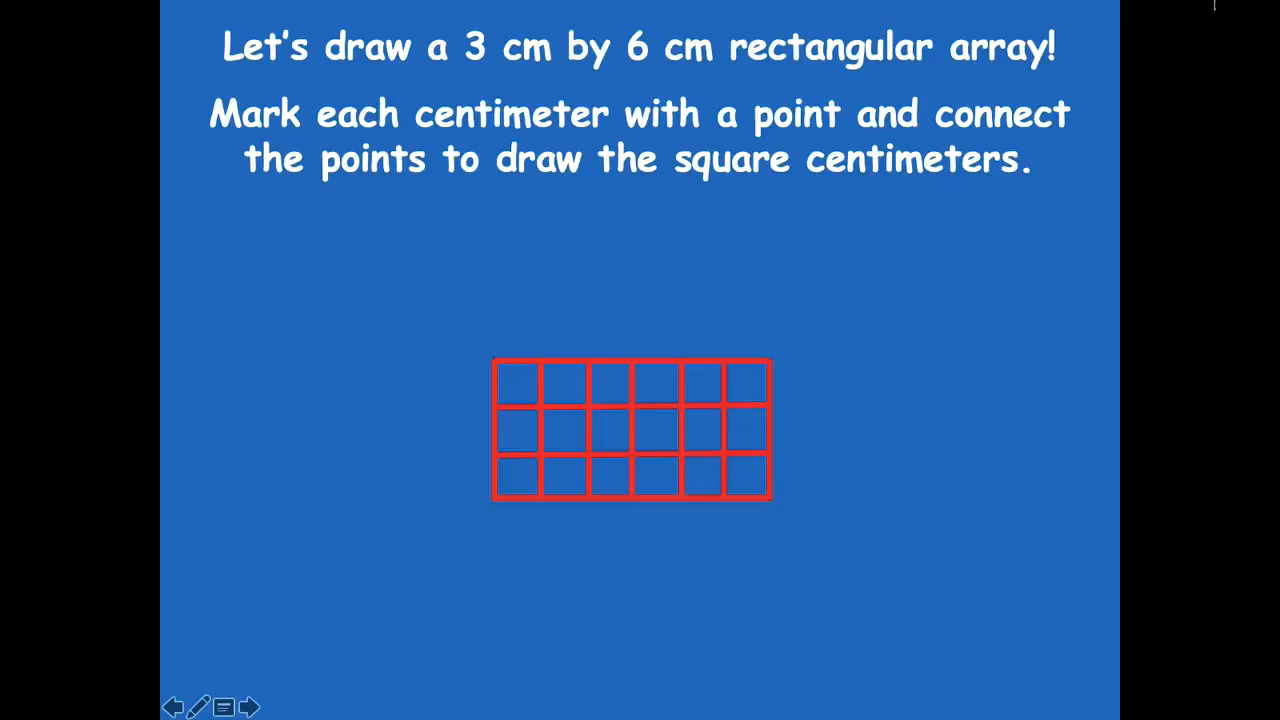 Let's draw a 3 cm by 6 cm rectangular array!
Mark each centimeter with a point and connect
the points to draw the square centimeters.